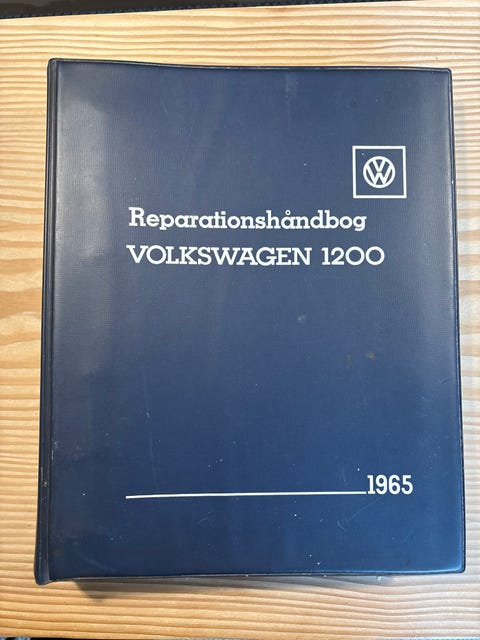 VW
Reparationshåndbog
VOLKSWAGEN 1200
1965